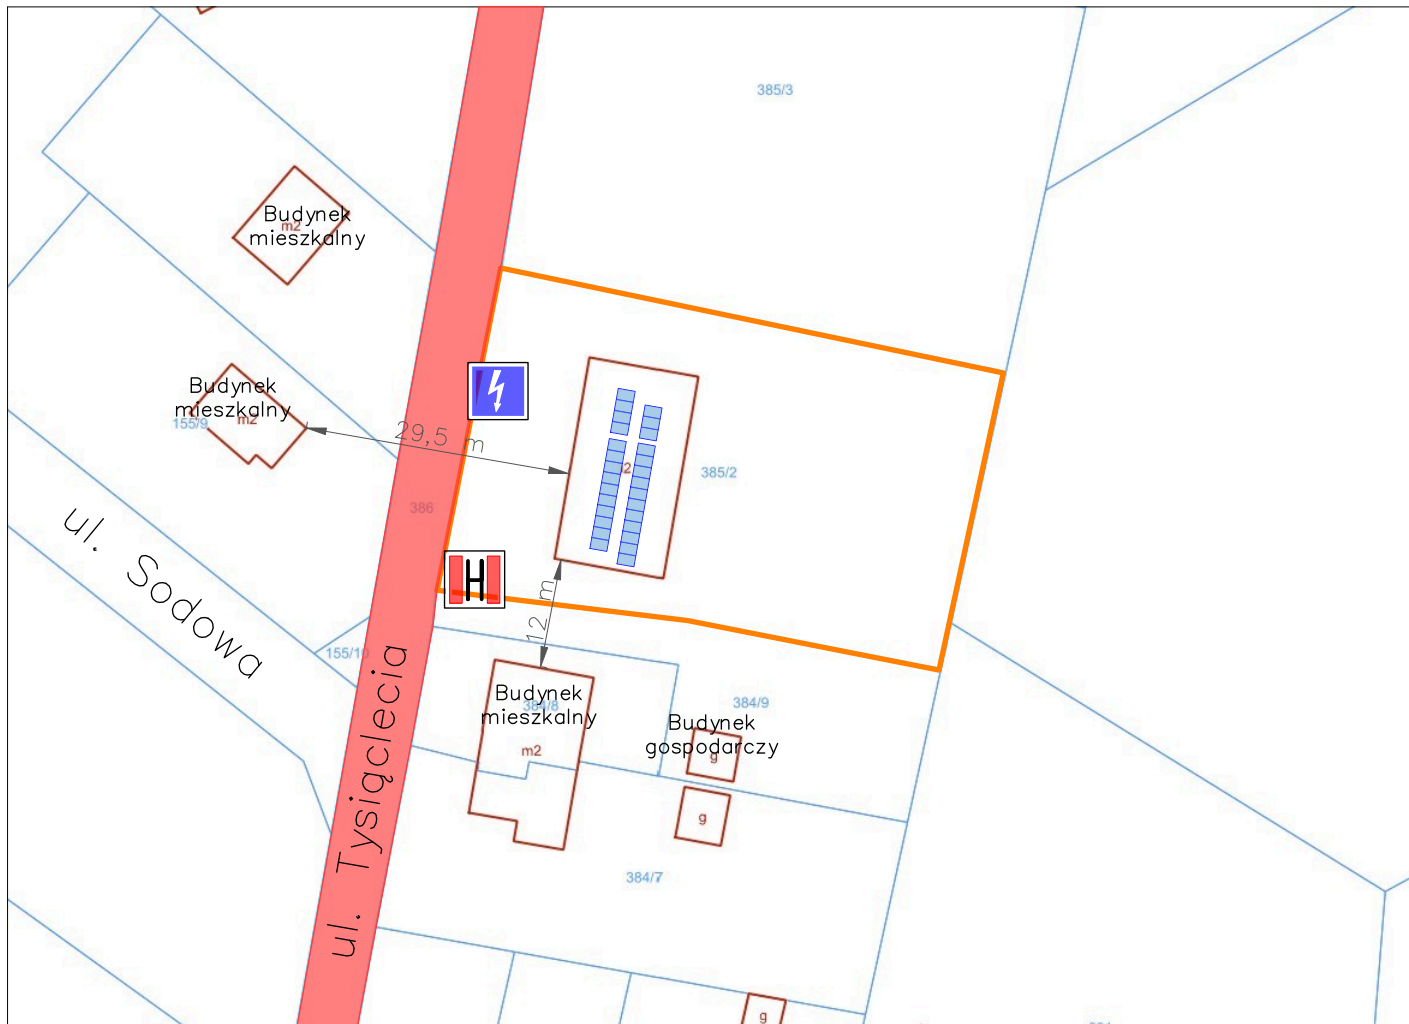 385/3
Budynek
mieszkalny
m2
Budynek
mieszkalny
155/9
m2
29,5 m
385/2
386
ul. Sodowa
H
12 m
155/10
ul. Tysiąclecia
Budynek
mieszkalny
384/8
m2
384/9
Budynek
gospodarczy
g
g
384/7
g